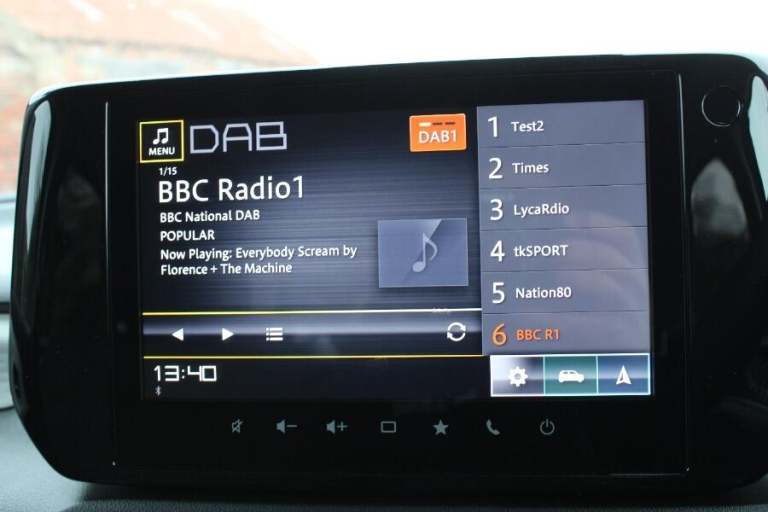 MENU
DAB
DAB1
1/15
BBC Radio1
BBC National DAB
POPULAR
Now Playing: Everybody Scream by
Florence + The Machine
1 Test2
2 Times
3 LycaRdio
4 tkSPORT
5 Nation80
6 BBC R1
13:40